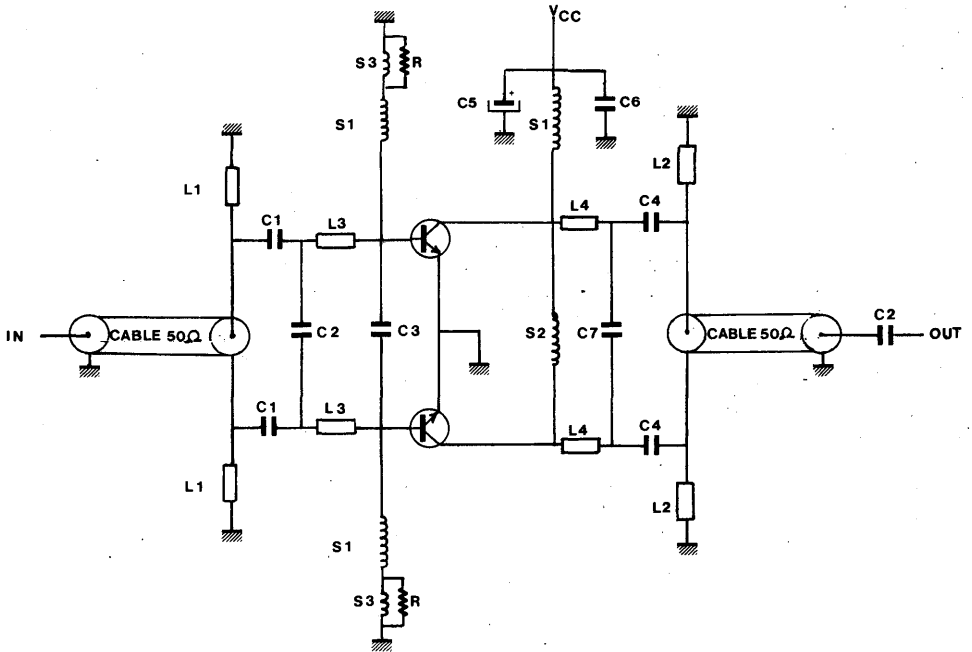 VCC
S3 R
C5 + C6
S1 S1
L2
L1
C1 L3 L4 C4
IN CABLE 50Ω C2 C3 S2 C7 CABLE 50Ω C2 OUT
C1 L3 L4 C4
L1 L2
S1
S3 R